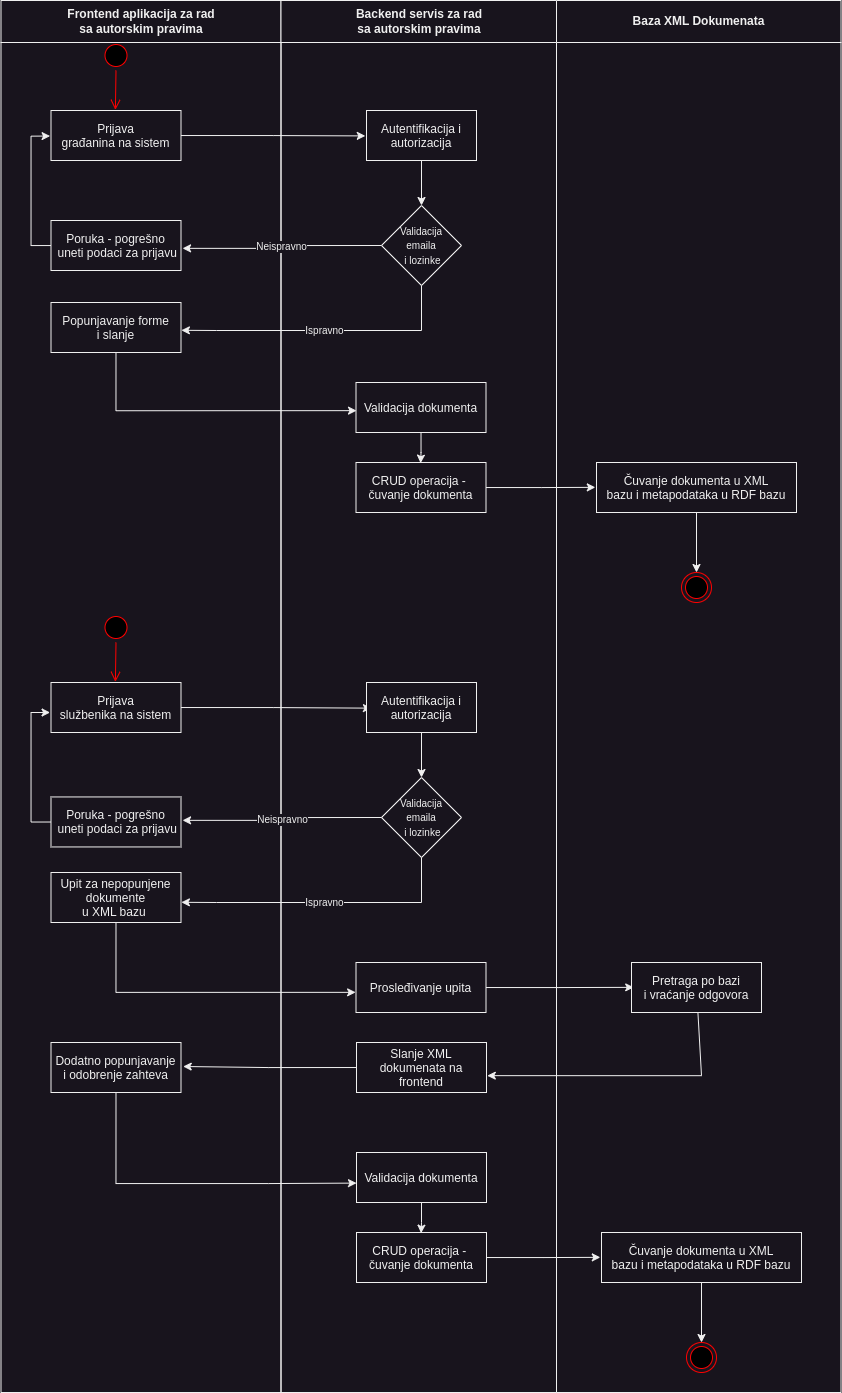 Frontend aplikacija za rad
sa autorskim pravima
Backend servis za rad
sa autorskim pravima
Baza XML Dokumenata
Prijava
građanina na sistem
Autentifikacija i
autorizacija
Validacija
emaila
i lozinke
Neispravno
Poruka - pogrešno
uneti podaci za prijavu
Ispravno
Popunjavanje forme
i slanje
Validacija dokumenta
CRUD operacija -
čuvanje dokumenta
Čuvanje dokumenta u XML
bazu i metapodataka u RDF bazu
Prijava
službenika na sistem
Autentifikacija i
autorizacija
Validacija
emaila
i lozinke
Neispravno
Poruka - pogrešno
uneti podaci za prijavu
Ispravno
Upit za nepopunjene
dokumente
u XML bazu
Prosleđivanje upita
Pretraga po bazi
i vraćanje odgovora
Slanje XML
dokumenata na
frontend
Dodatno popunjavanje
i odobrenje zahteva
Validacija dokumenta
CRUD operacija -
čuvanje dokumenta
Čuvanje dokumenta u XML
bazu i metapodataka u RDF bazu